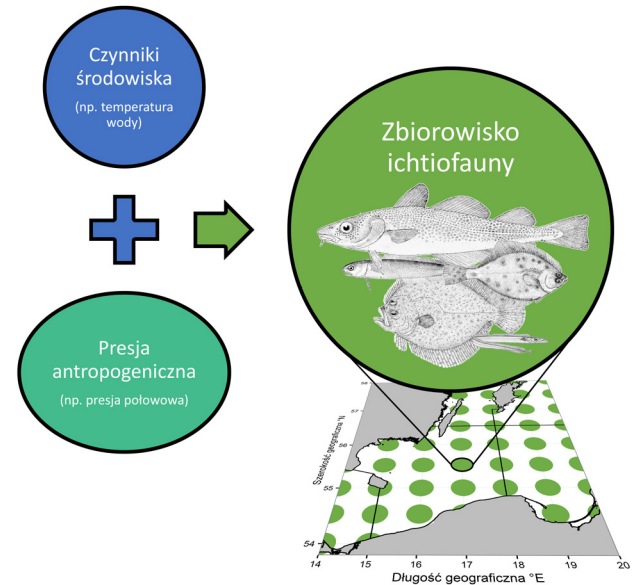 Czynniki
środowiska
(np. temperatura
wody)
Presja
antropogeniczna
(np. presja połowowa)
Zbiorowisko
ichtiofauny
58
57
56
55
54
Szerokość geograficzna °N
14
15
16
17
18
19
20
Długość geograficzna °E